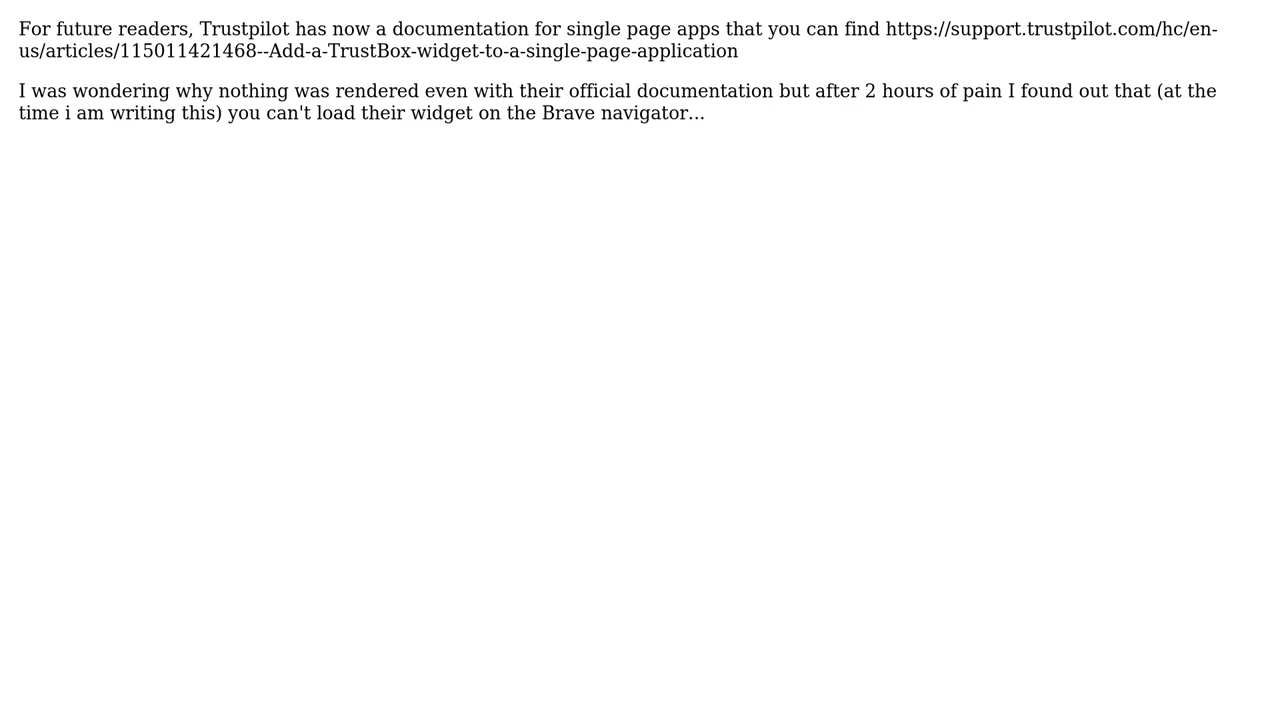 For future readers, Trustpilot has now a documentation for single page apps that you can find https://support.trustpilot.com/hc/en-
us/articles/115011421468--Add-a-TrustBox-widget-to-a-single-page-application
I was wondering why nothing was rendered even with their official documentation but after 2 hours of pain I found out that (at the
time i am writing this) you can't load their widget on the Brave navigator...